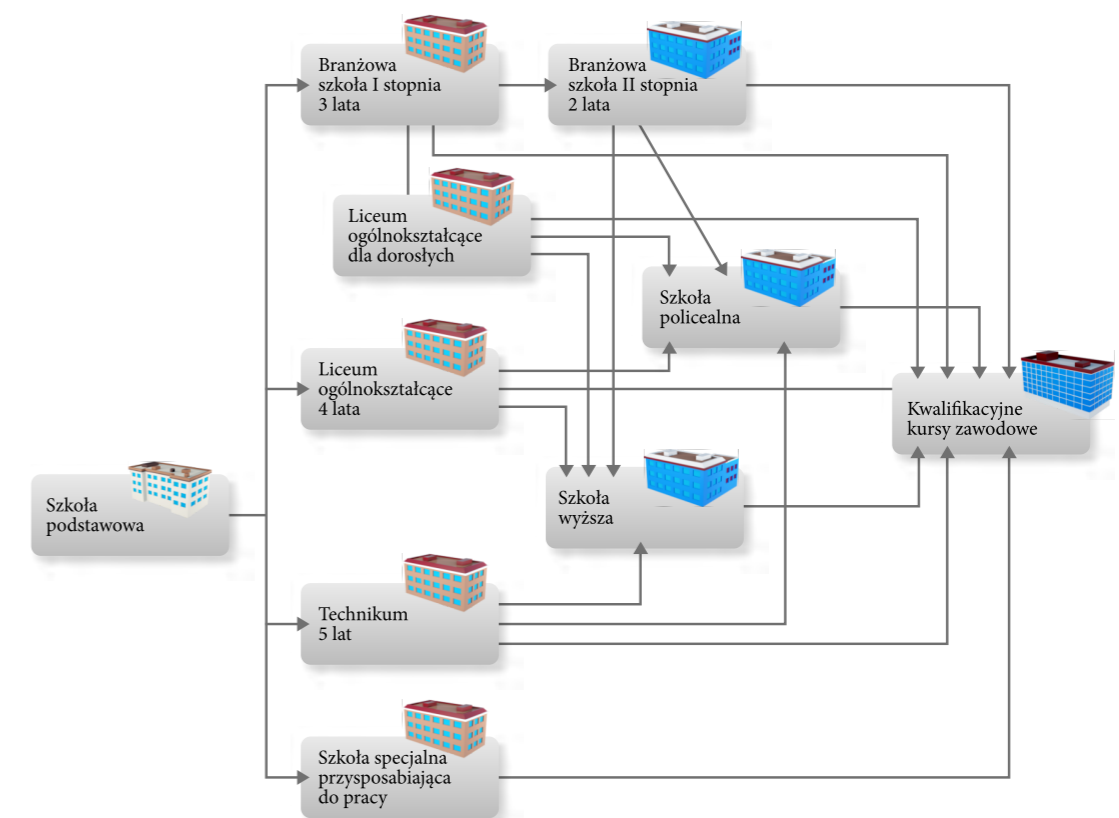 Branżowa
szkoła I stopnia
3 lata
Branżowa
szkoła II stopnia
2 lata
Liceum
ogólnokształcące
dla dorosłych
Szkoła
policealna
Liceum
ogólnokształcące
4 lata
Kwalifikacyjne
kursy zawodowe
Szkoła
podstawowa
Szkoła
wyższa
Technikum
5 lat
Szkoła specjalna
przysposabiająca
do pracy